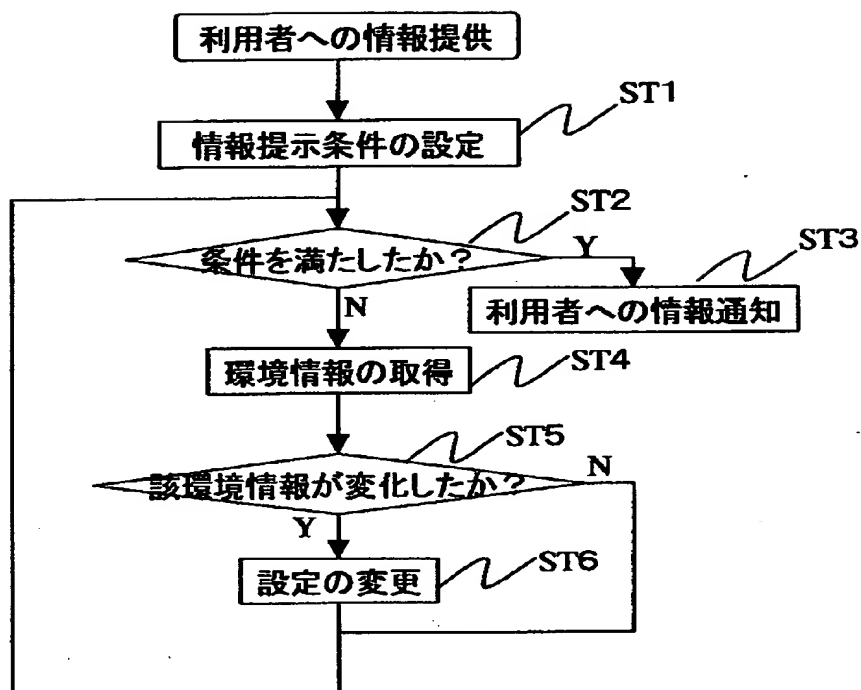 利用者への情報提供
ST1
情報提示条件の設定
ST2
条件を満たしたか?
Y
ST3
利用者への情報通知
N
環境情報の取得
ST4
ST5
該環境情報が変化したか?
N
Y
設定の変更
ST6